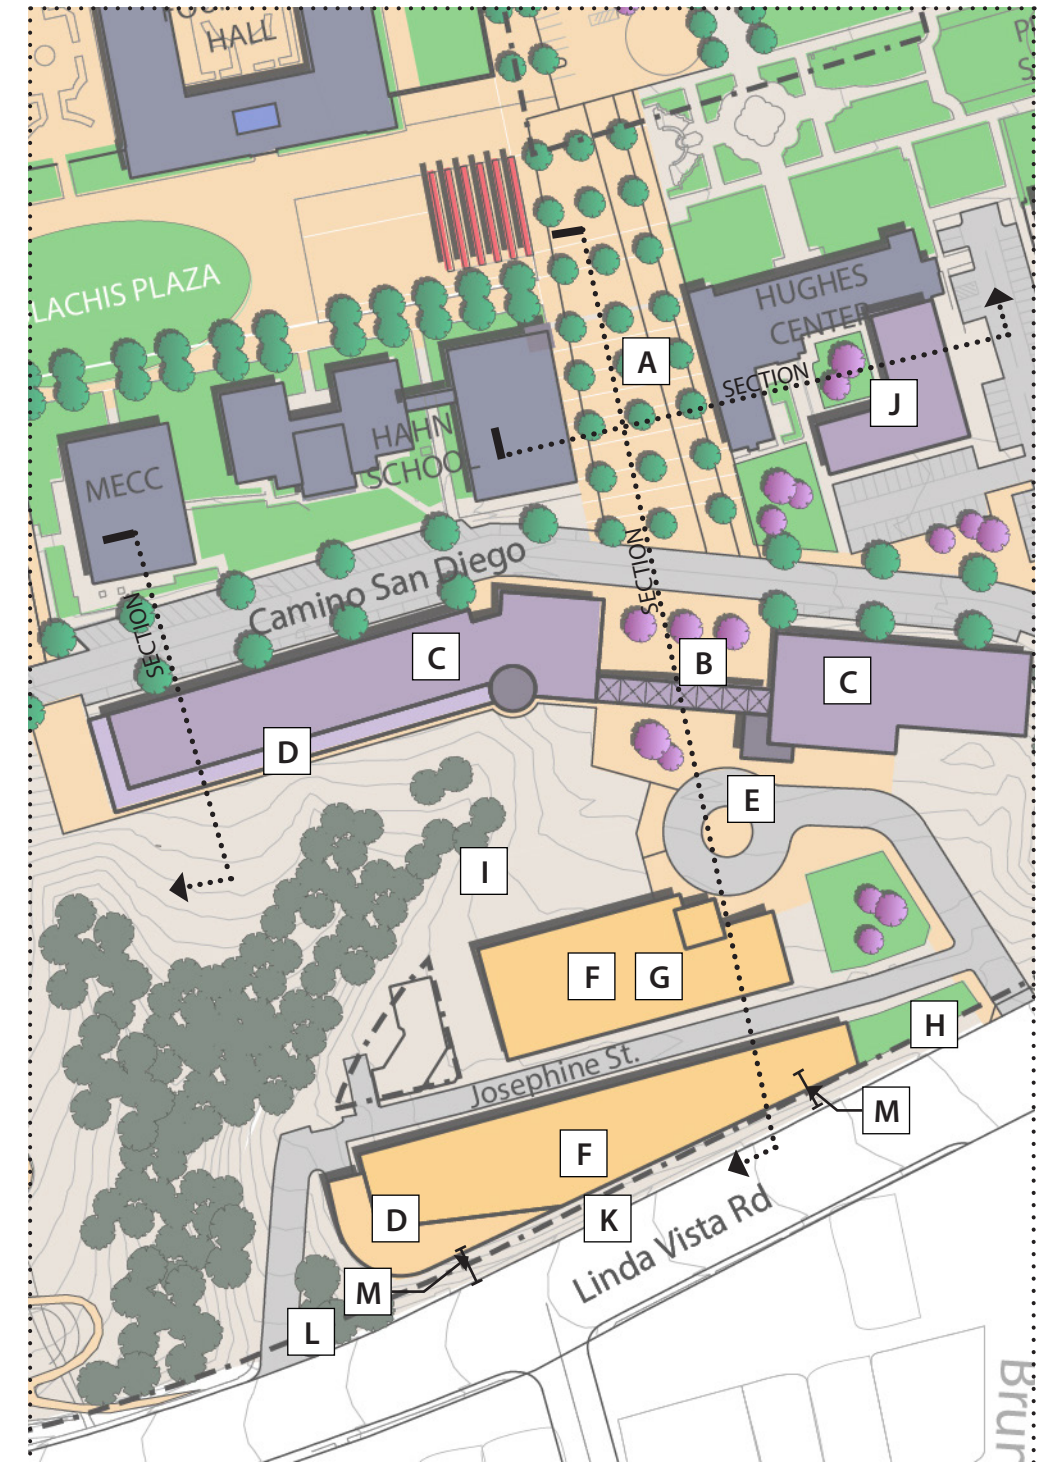 HALL
LACHIS PLAZA
HUGHES
CENTER
A
SECTION
J
HAHN
SCHOOL
MECC
SECTION
Camino San Diego
SECTION
C
B
C
D
E
I
F
G
H
Josephine St.
M
F
D
K
Linda Vista Rd
M
L
Brun